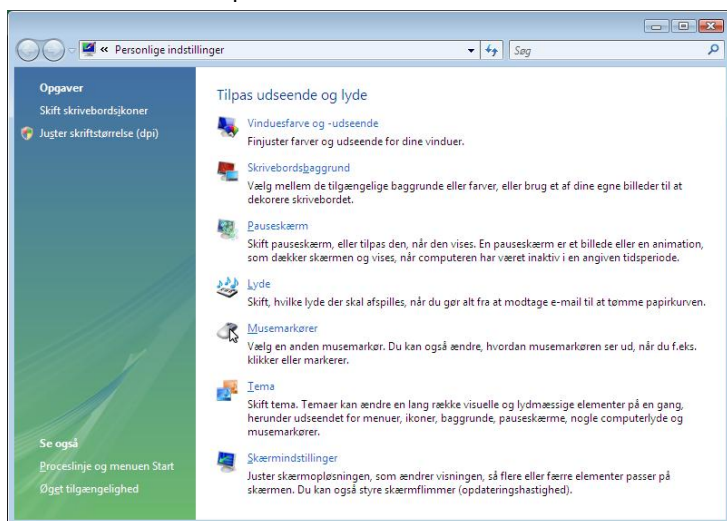 « Personlige indstillinger
Søg
Opgaver
Skift skrivebordsikoner
Juster skriftstørrelse (dpi)
Tilpas udseende og lyde
Vinduesfarve og -udseende
Finjuster farver og udseende for dine vinduer.
Skrivebordsbaggrund
Vælg mellem de tilgængelige baggrunde eller farver, eller brug et af dine egne billeder til at
dekorere skrivebordet.
Pauseskærm
Skift pauseskærm, eller tilpas den, når den vises. En pauseskærm er et billede eller en animation,
som dækker skærmen og vises, når computeren har været inaktiv i en angiven tidsperiode.
Lyde
Skift, hvilke lyde der skal afspilles, når du gør alt fra at modtage e-mail til at tømme papirkurven.
Musemarkører
Vælg en anden musemarkør. Du kan også ændre, hvordan musemarkøren ser ud, når du f.eks.
klikker eller markerer.
Tema
Skift tema. Temaer kan ændre en lang række visuelle og lydmæssige elementer på en gang,
herunder udseendet for menuer, ikoner, baggrunde, pauseskærme, nogle computerlyde og
musemarkører.
Skærmindstillinger
Juster skærmopløsningen, som ændrer visningen, så flere eller færre elementer passer på
skærmen. Du kan også styre skærmflimmer (opdateringshastighed).
Se også
Proceslinje og menuen Start
Øget tilgængelighed